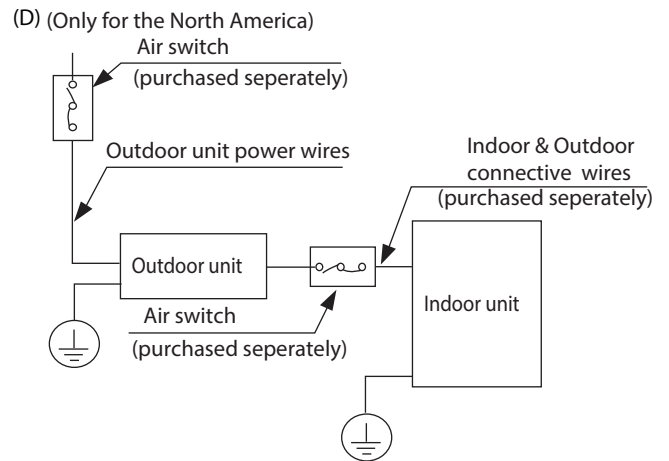 (D) (Only for the North America)
Air switch
(purchased seperately)
Outdoor unit power wires
Indoor & Outdoor
connective wires
(purchased seperately)
Outdoor unit
Indoor unit
Air switch
(purchased seperately)